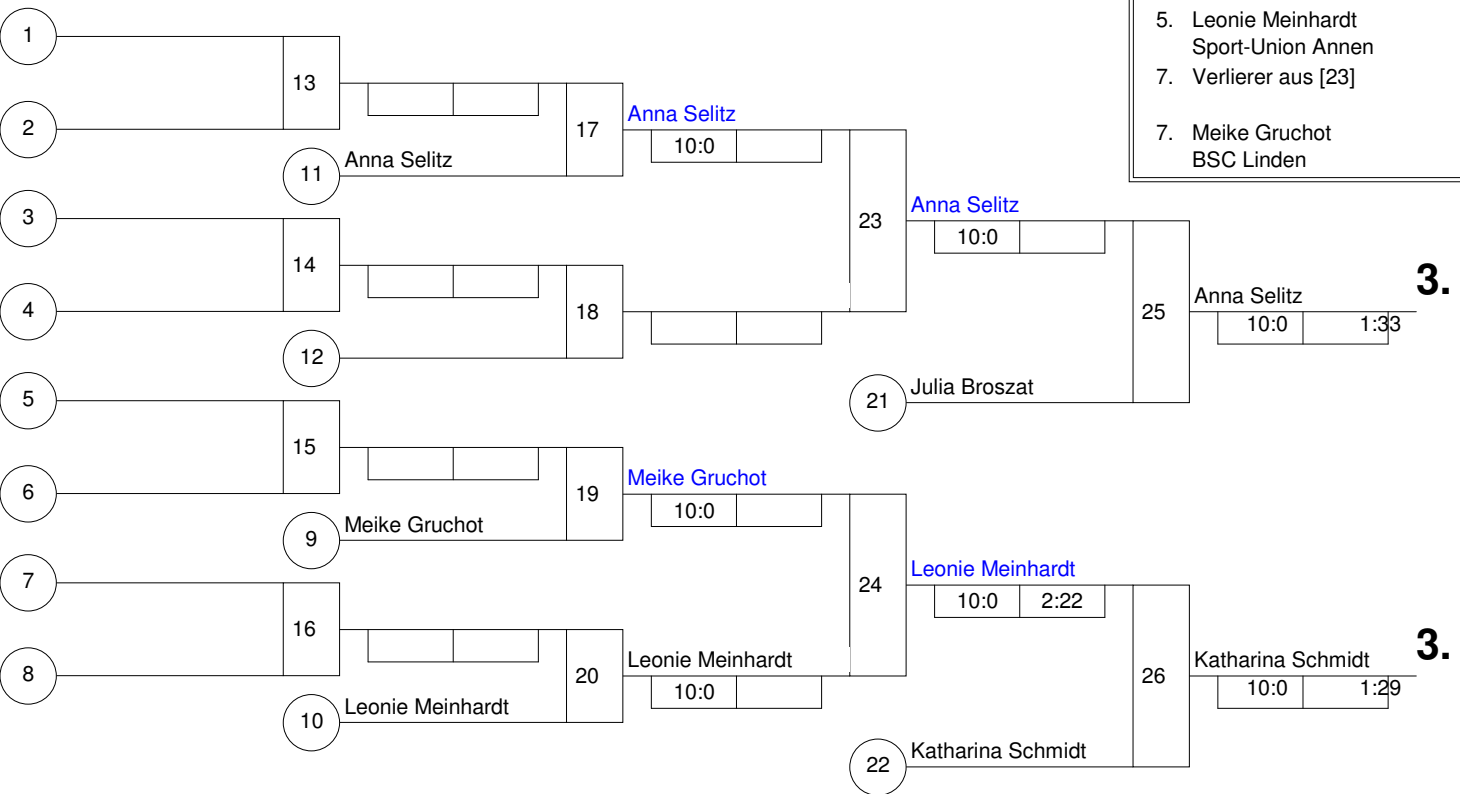 1
5. Leonie Meinhardt
Sport-Union Annen
7. Verlierer aus [23]
7. Meike Gruchot
BSC Linden
13
2
Anna Selitz
17
10:0
11
Anna Selitz
3
Anna Selitz
23
10:0
14
4
18
Anna Selitz
3.
25
10:0
1:33
12
5
Julia Broszat
21
15
6
Meike Gruchot
19
10:0
9
Meike Gruchot
7
Leonie Meinhardt
24
10:0
2:22
16
8
Leonie Meinhardt
20
10:0
Katharina Schmidt
3.
26
10:0
1:29
10
Leonie Meinhardt
22
Katharina Schmidt